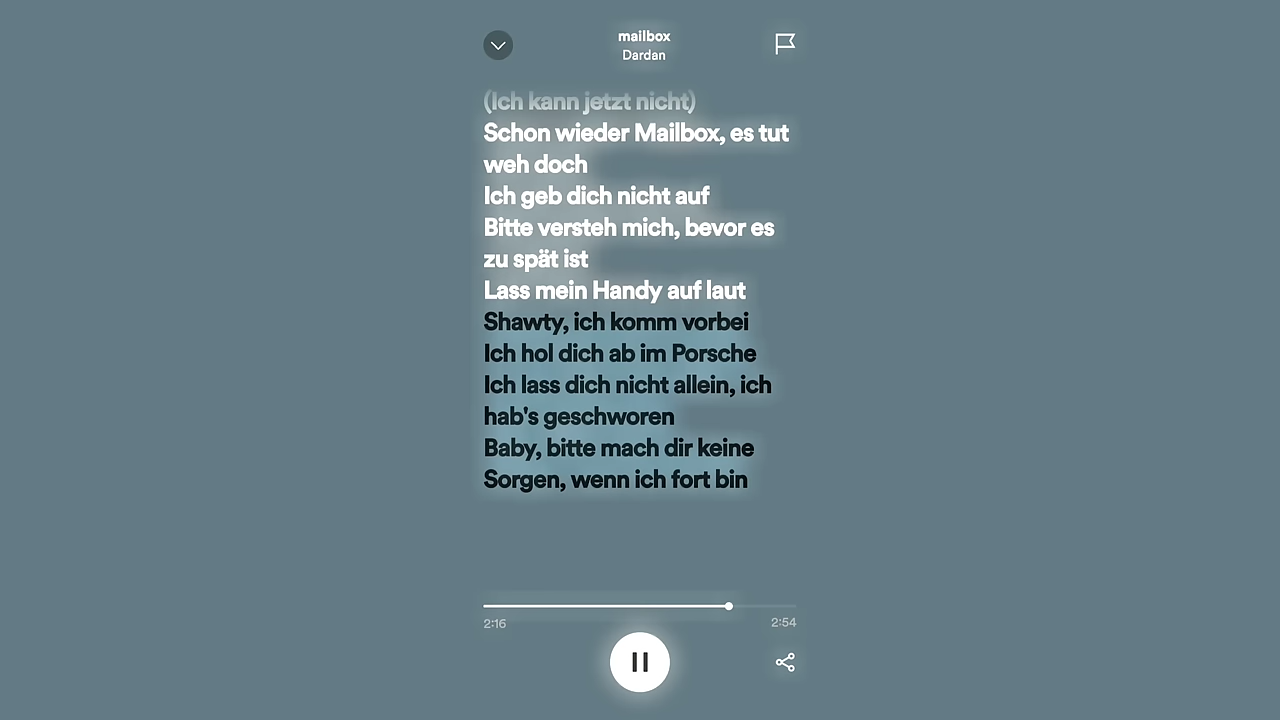 mailbox
Dardan
(Ich kann jetzt nicht)
Schon wieder Mailbox, es tut
weh doch
Ich geb dich nicht auf
Bitte versteh mich, bevor es
zu spät ist
Lass mein Handy auf laut
Shawty, ich komm vorbei
Ich hol dich ab im Porsche
Ich lass dich nicht allein, ich
hab's geschworen
Baby, bitte mach dir keine
Sorgen, wenn ich fort bin
2:16
2:54